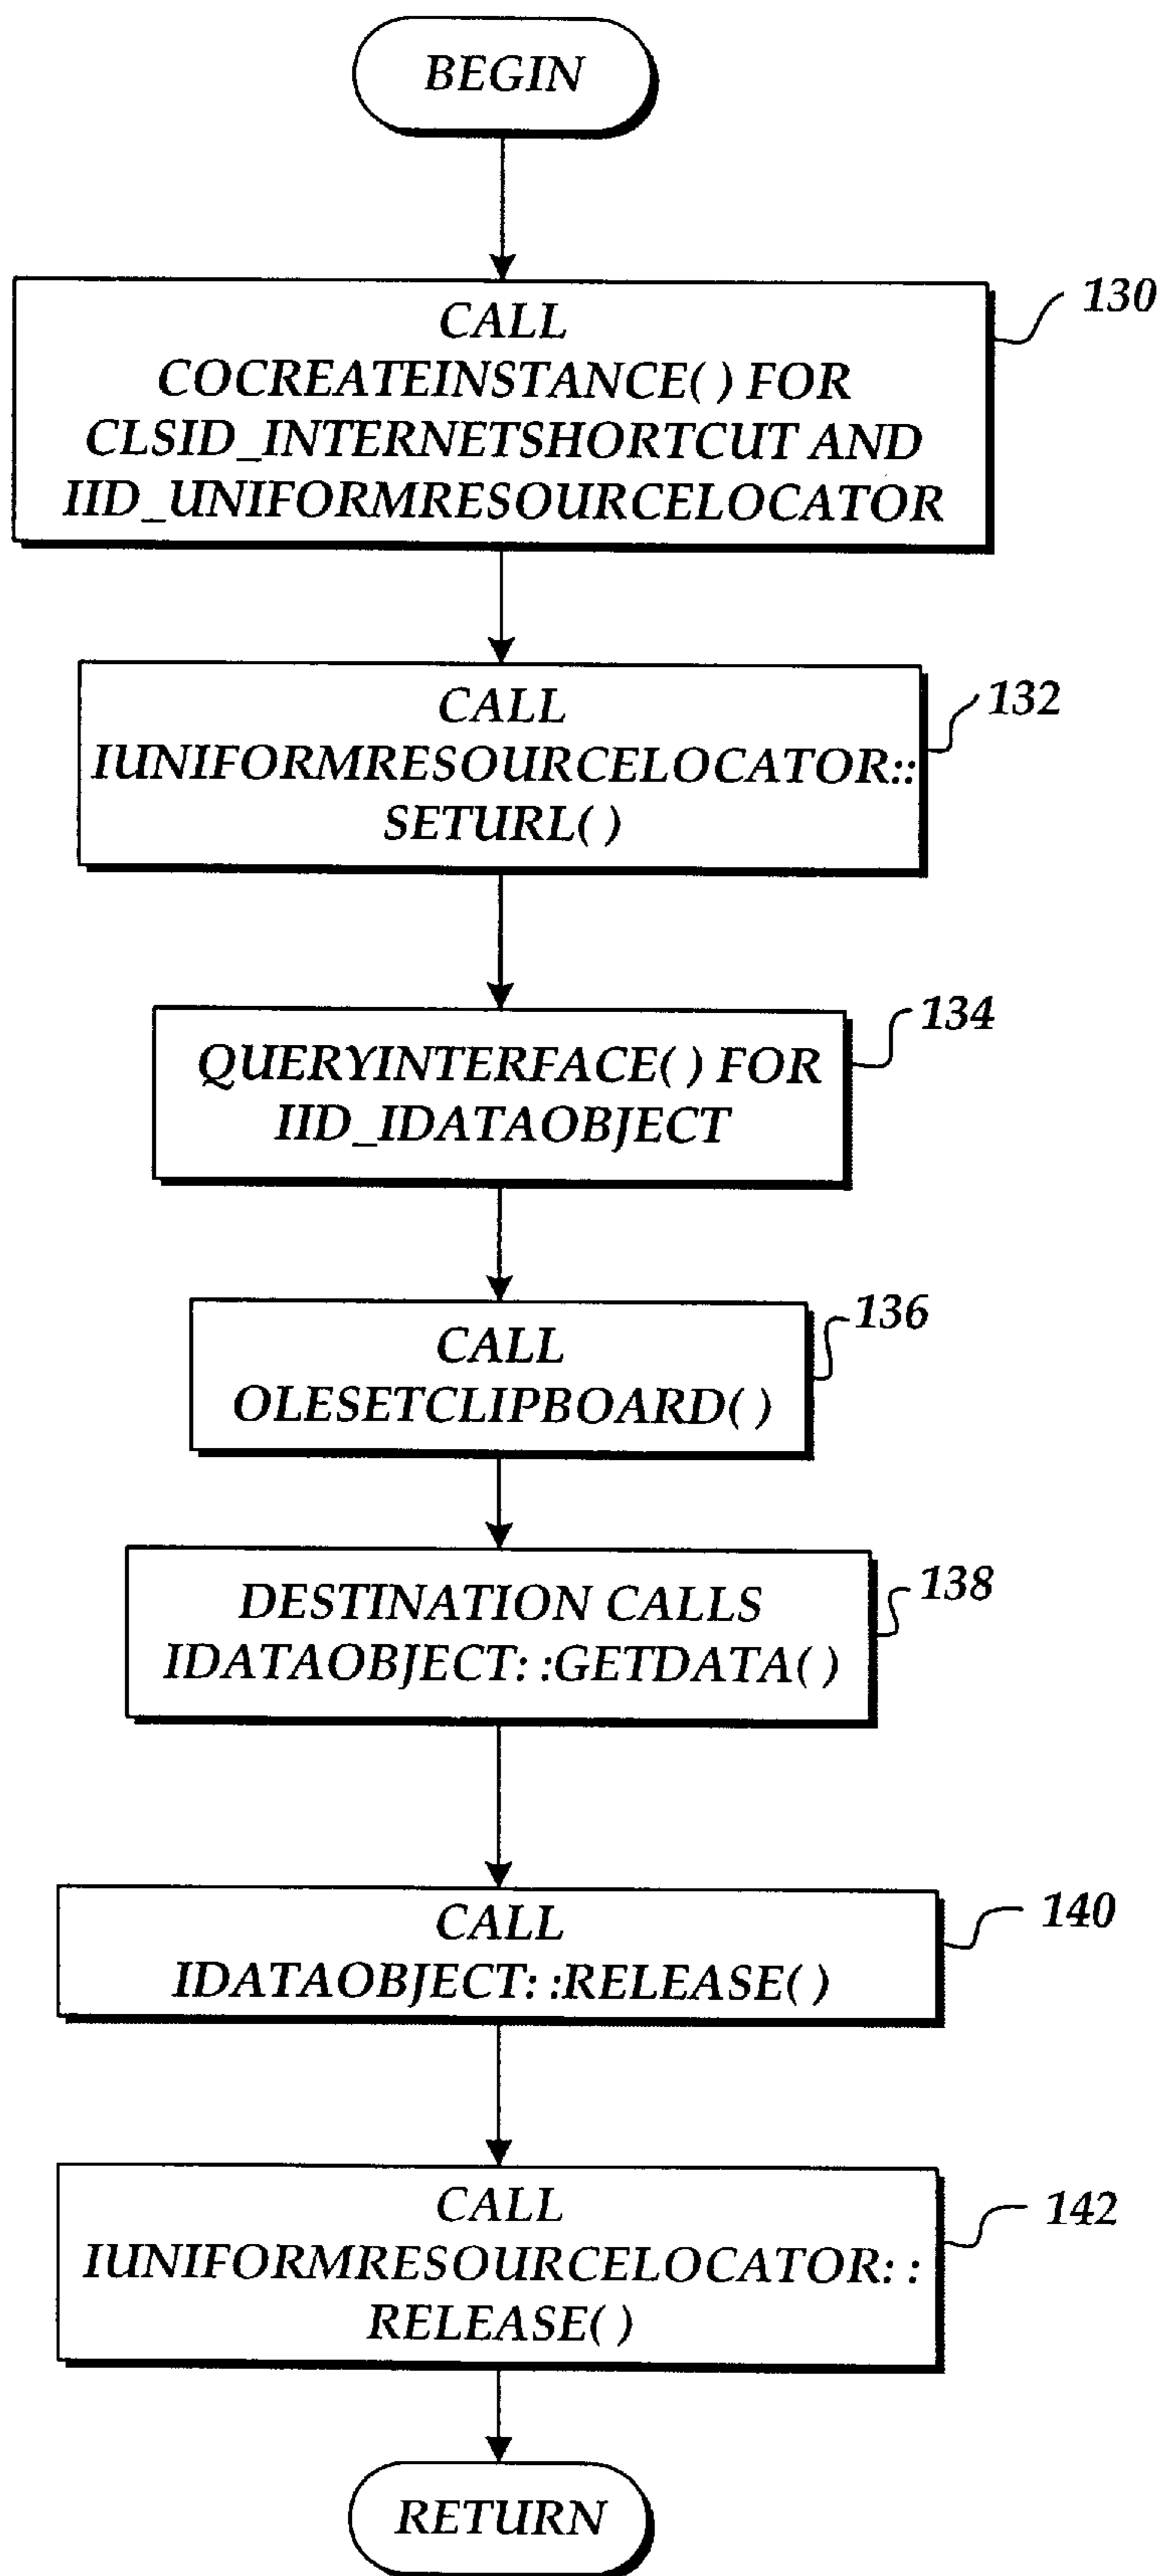 BEGIN
130
CALL
COCREATEINSTANCE( ) FOR
CLSID_INTERNETSHORTCUT AND
IID_UNIFORMRESOURCELOCATOR
132
CALL
IUNIFORMRESOURCELOCATOR::
SETURL( )
134
QUERYINTERFACE( ) FOR
IID_IDATAOBJECT
136
CALL
OLESETCLIPBOARD( )
138
DESTINATION CALLS
IDATAOBJECT: :GETDATA( )
140
CALL
IDATAOBJECT: :RELEASE( )
142
CALL
IUNIFORMRESOURCELOCATOR: :
RELEASE( )
RETURN